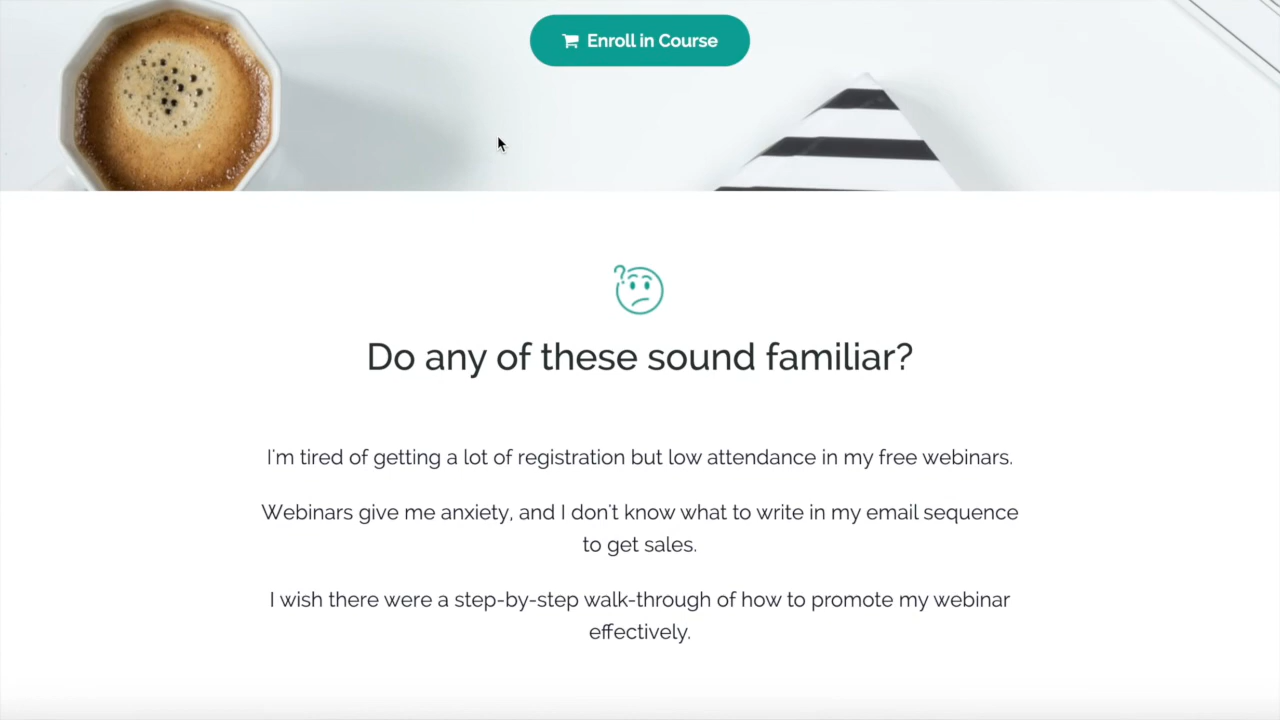 Enroll in Course
Do any of these sound familiar?
I'm tired of getting a lot of registration but low attendance in my free webinars.
Webinars give me anxiety, and I don't know what to write in my email sequence
to get sales.
I wish there were a step-by-step walk-through of how to promote my webinar
effectively.